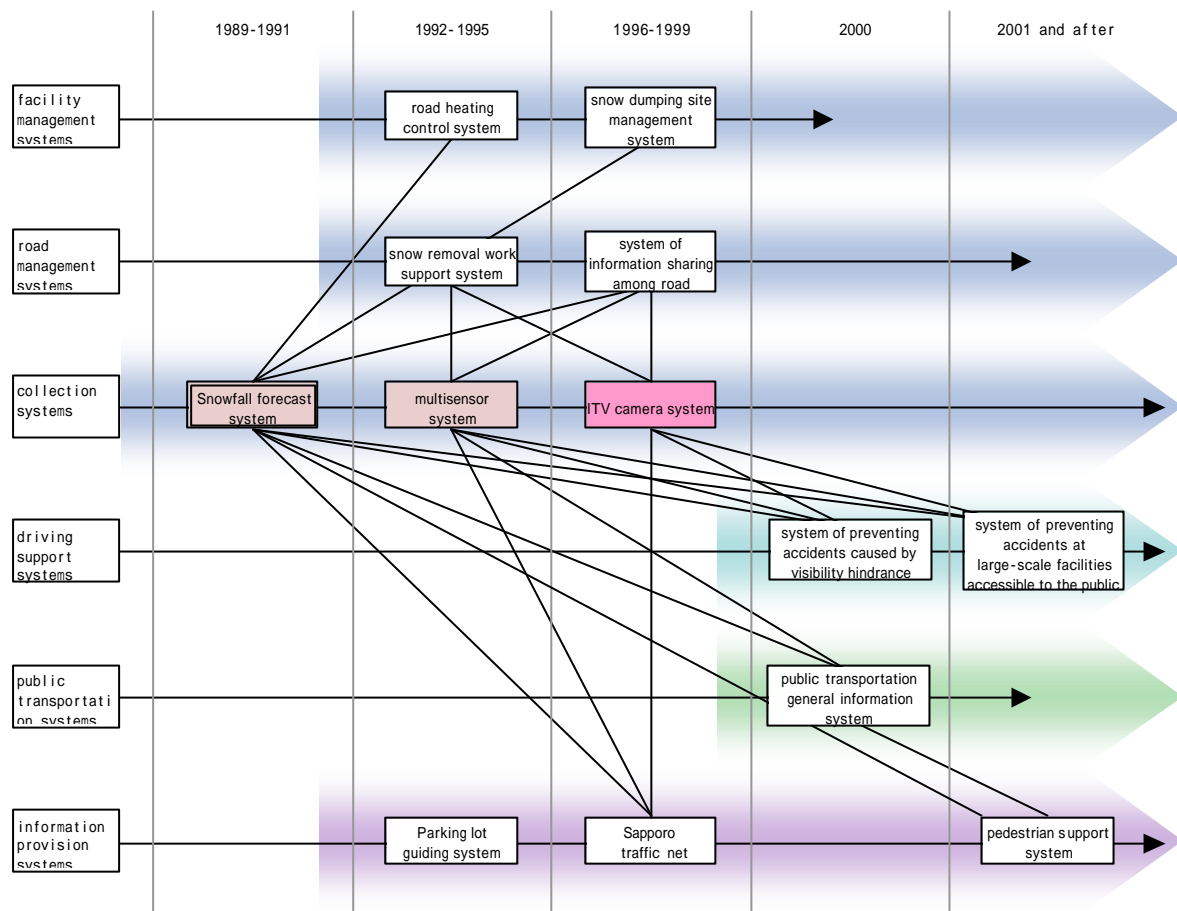 1989-1991 1992-1995 1996-1999 2000 2001 and after
facility
management
systems
road heating
control system
snow dumping site
management
system
road
management
systems
snow removal work
support system
system of
information sharing
among road
collection
systems
Snowfall forecast
system
multisensor
system
ITV camera system
driving
support
systems
system of preventing
accidents caused by
visibility hindrance
system of preventing
accidents at
large-scale facilities
accessible to the public
public
transportati
on systems
public transportation
general information
system
information
provision
systems
Parking lot
guiding system
Sapporo
traffic net
pedestrian support
system